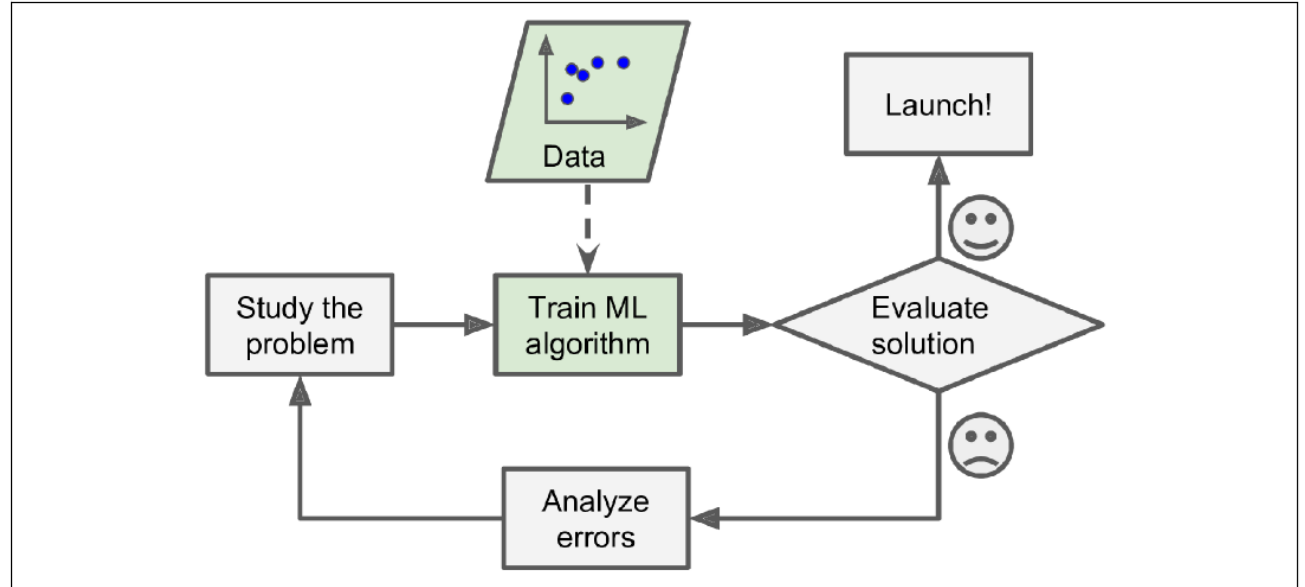 Data
Launch!
Study the
problem
Train ML
algorithm
Evaluate
solution
Analyze
errors